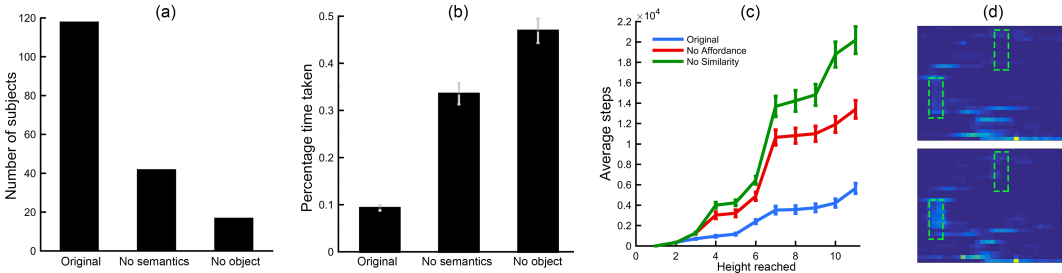 (a)
Number of subjects
120
100
80
60
40
20
0
Original No semantics No object
(b)
Percentage time taken
0.5
0.4
0.3
0.2
0.1
0
Original No semantics No object
(c)
×10⁴
Average steps
2.2
2.0
1.8
1.6
1.4
1.2
1.0
0.8
0.6
0.4
0.2
0
Original
No Affordance
No Similarity
0 2 4 6 8 10
Height reached
(d)